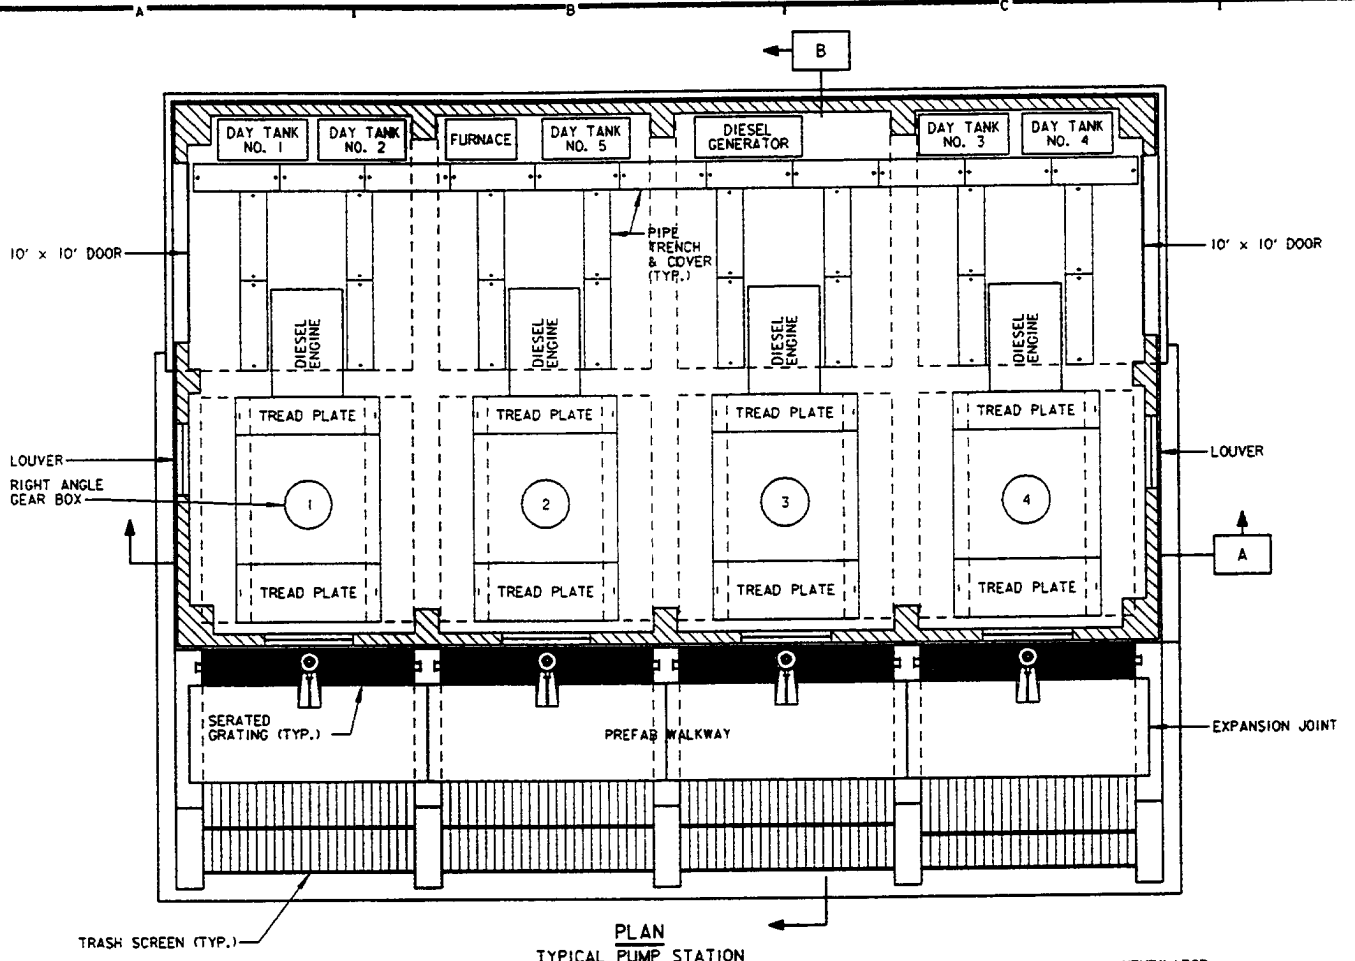 A
B
C
B
DAY TANK
NO. 1
DAY TANK
NO. 2
FURNACE
DAY TANK
NO. 5
DIESEL
GENERATOR
DAY TANK
NO. 3
DAY TANK
NO. 4
10' x 10' DOOR
PIPE
TRENCH
& COVER
(TYP.)
10' x 10' DOOR
DIESEL
ENGINE
DIESEL
ENGINE
DIESEL
ENGINE
DIESEL
ENGINE
TREAD PLATE
TREAD PLATE
TREAD PLATE
TREAD PLATE
LOUVER
LOUVER
RIGHT ANGLE
GEAR BOX
1
2
3
4
A
TREAD PLATE
TREAD PLATE
TREAD PLATE
TREAD PLATE
SERATED
GRATING (TYP.)
PREFAB WALKWAY
EXPANSION JOINT
TRASH SCREEN (TYP.)
PLAN
TYPICAL PUMP STATION